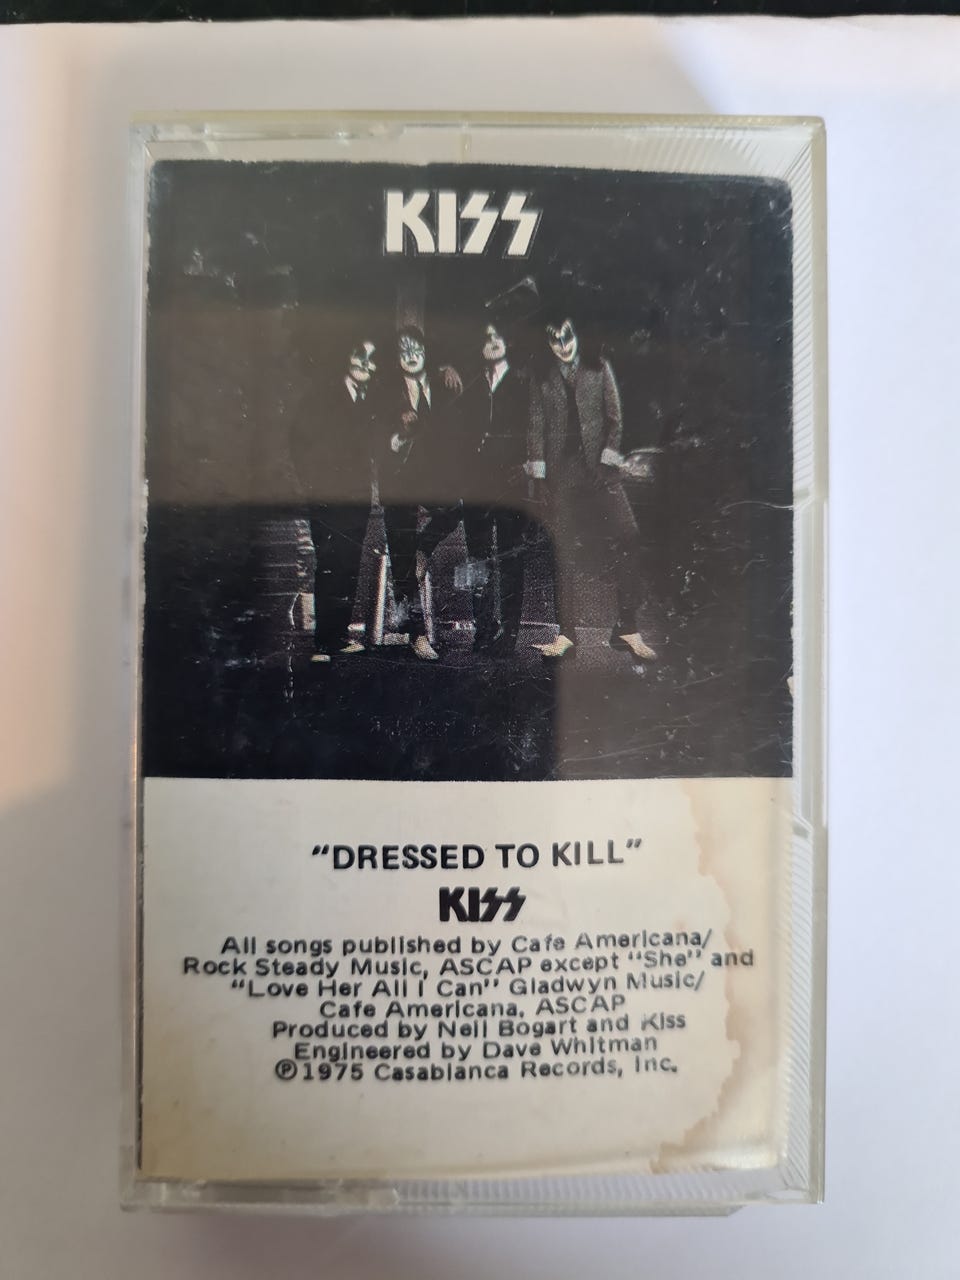 KISS
"DRESSED TO KILL"
KISS
All songs published by Cafe Americana/
Rock Steady Music, ASCAP except "She" and
"Love Her All I Can" Gladwyn Music/
Cafe Americana, ASCAP
Produced by Neil Bogart and Kiss
Engineered by Dave Whitman
℗1975 Casablanca Records, Inc.